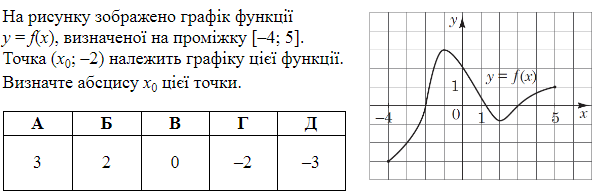 На рисунку зображено графік функції
y = f(x), визначеної на проміжку [–4; 5].
Точка (x₀; –2) належить графіку цієї функції.
Визначте абсцису x₀ цієї точки.
А Б В Г Д
3 2 0 –2 –3
y
y = f(x)
1
–4 0 1 5 x